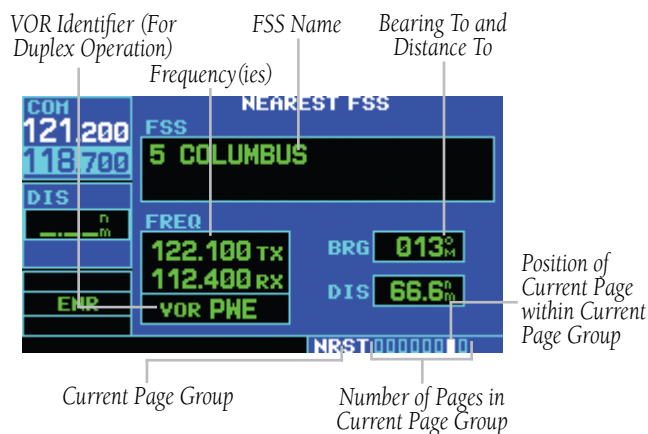 VOR Identifier (For
Duplex Operation)
FSS Name
Bearing To and
Distance To
Frequency(ies)
COM
121.200
118.700
NEAREST FSS
FSS
5 COLUMBUS
DIS
__.__nm
FREQ
122.100 TX
112.400 RX
VOR PWE
BRG 013°M
DIS 66.6nm
ENR
NRST
Position of
Current Page
within Current
Page Group
Current Page Group
Number of Pages in
Current Page Group